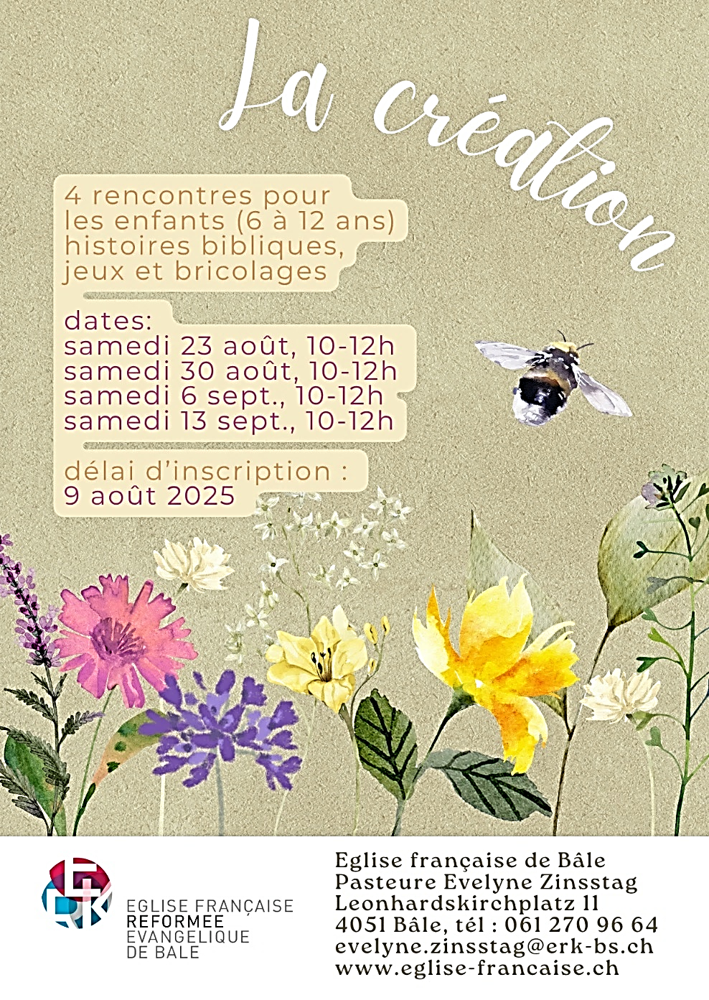 La création
4 rencontres pour
les enfants (6 à 12 ans)
histoires bibliques,
jeux et bricolages
dates:
samedi 23 août, 10-12h
samedi 30 août, 10-12h
samedi 6 sept., 10-12h
samedi 13 sept., 10-12h
délai d’inscription :
9 août 2025
ERK
EGLISE FRANÇAISE
REFORMEE
EVANGELIQUE
DE BALE
Eglise française de Bâle
Pasteure Evelyne Zinsstag
Leonhardskirchplatz 11
4051 Bâle, tél : 061 270 96 64
evelyne.zinsstag@erk-bs.ch
www.eglise-francaise.ch